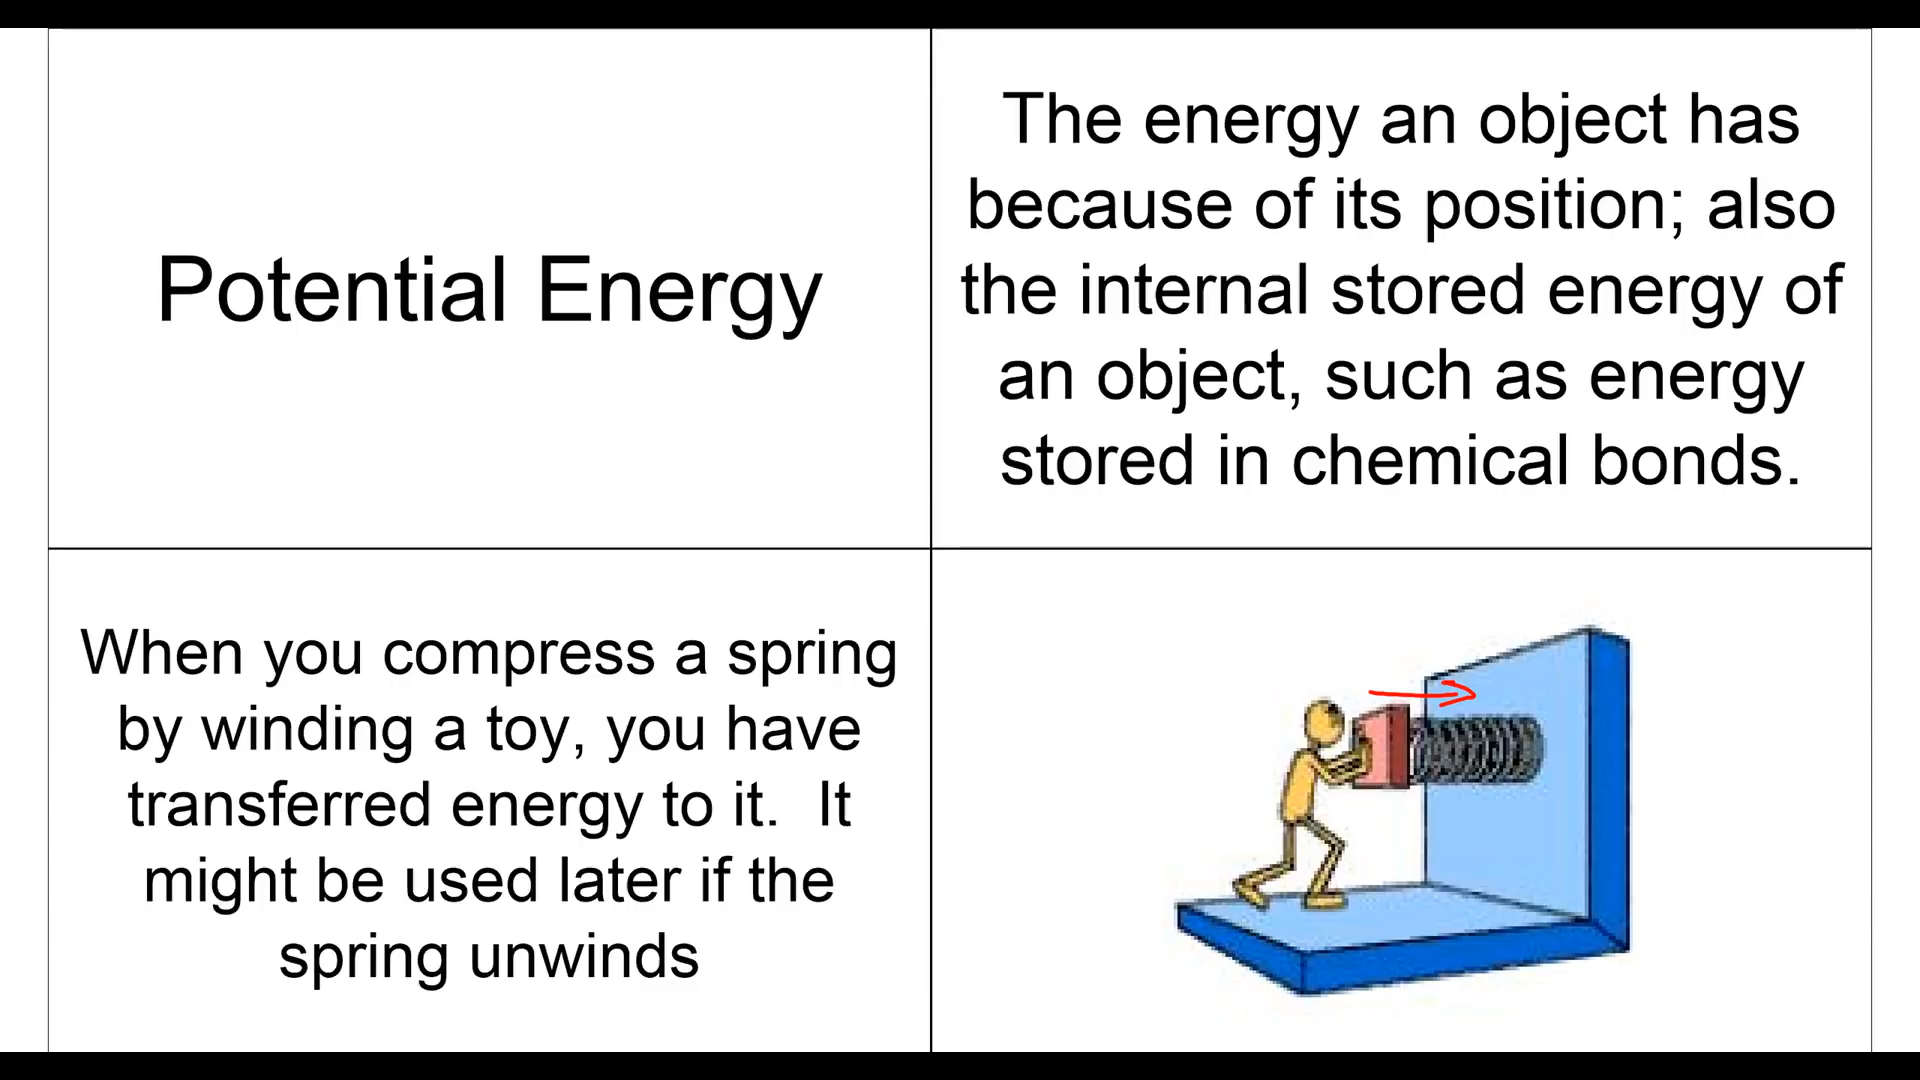 Potential Energy
The energy an object has
because of its position; also
the internal stored energy of
an object, such as energy
stored in chemical bonds.
When you compress a spring
by winding a toy, you have
transferred energy to it.  It
might be used later if the
spring unwinds